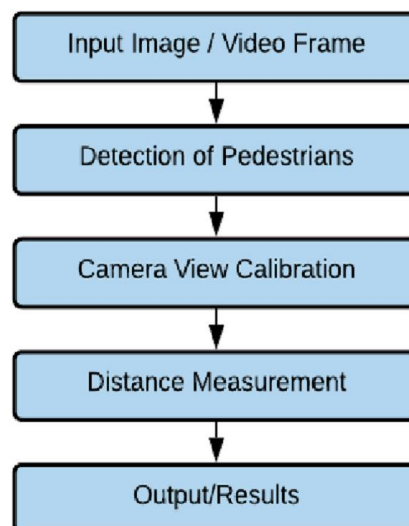 Input Image / Video Frame
Detection of Pedestrians
Camera View Calibration
Distance Measurement
Output/Results